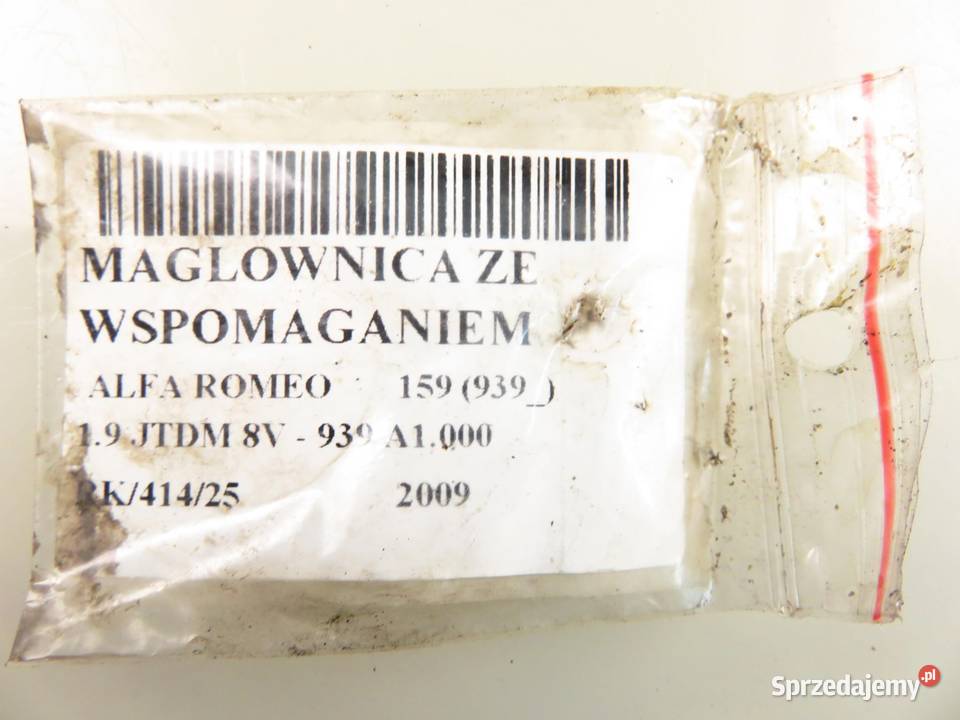 MAGLOWNICA ZE
WSPOMAGANIEM
ALFA ROMEO 159 (939_)
1.9 JTDM 8V - 939 A1.000
RK/414/25 2009
Sprzedajemy.pl